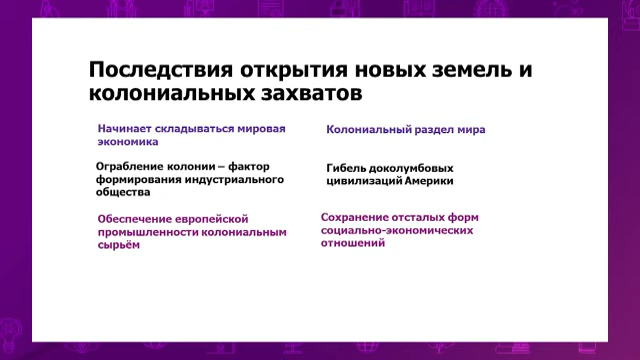 Последствия открытия новых земель и
колониальных захватов
Начинает складываться мировая
экономика
Ограбление колонии – фактор
формирования индустриального
общества
Обеспечение европейской
промышленности колониальным
сырьём
Колониальный раздел мира
Гибель доколумбовых
цивилизаций Америки
Сохранение отсталых форм
социально-экономических
отношений